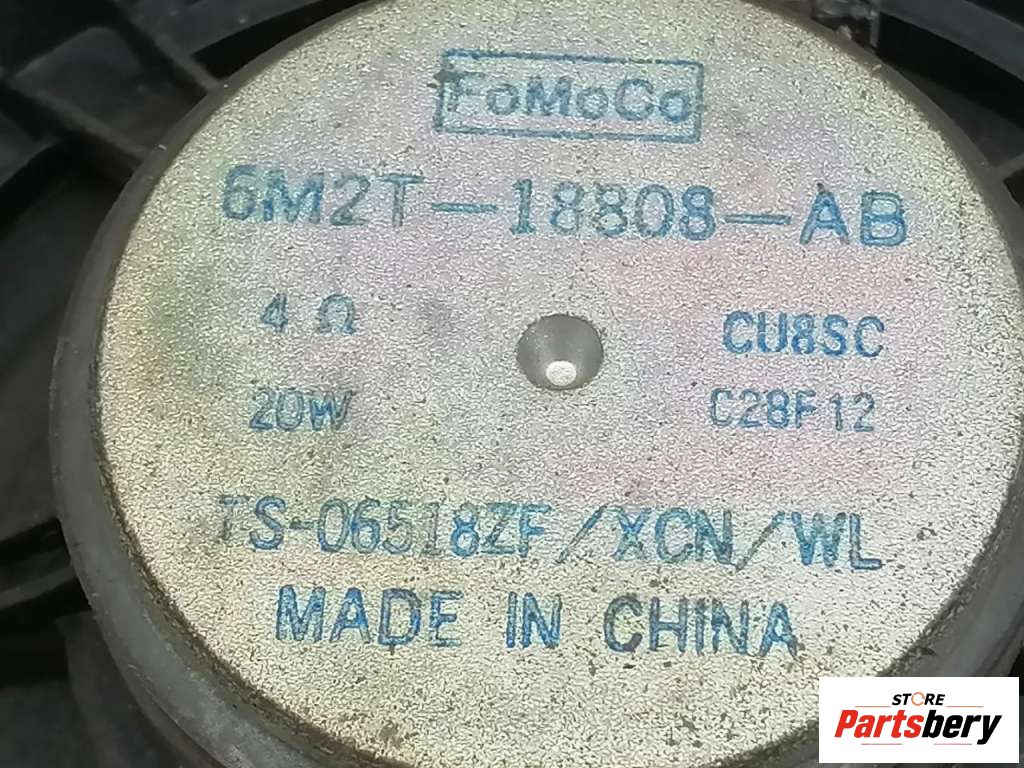 FoMoCo
6M2T-18808-AB
4 Ω
CU8SC
20W
C28F12
TS-06518ZF/XCN/WL
MADE IN CHINA
STORE
Partsbery